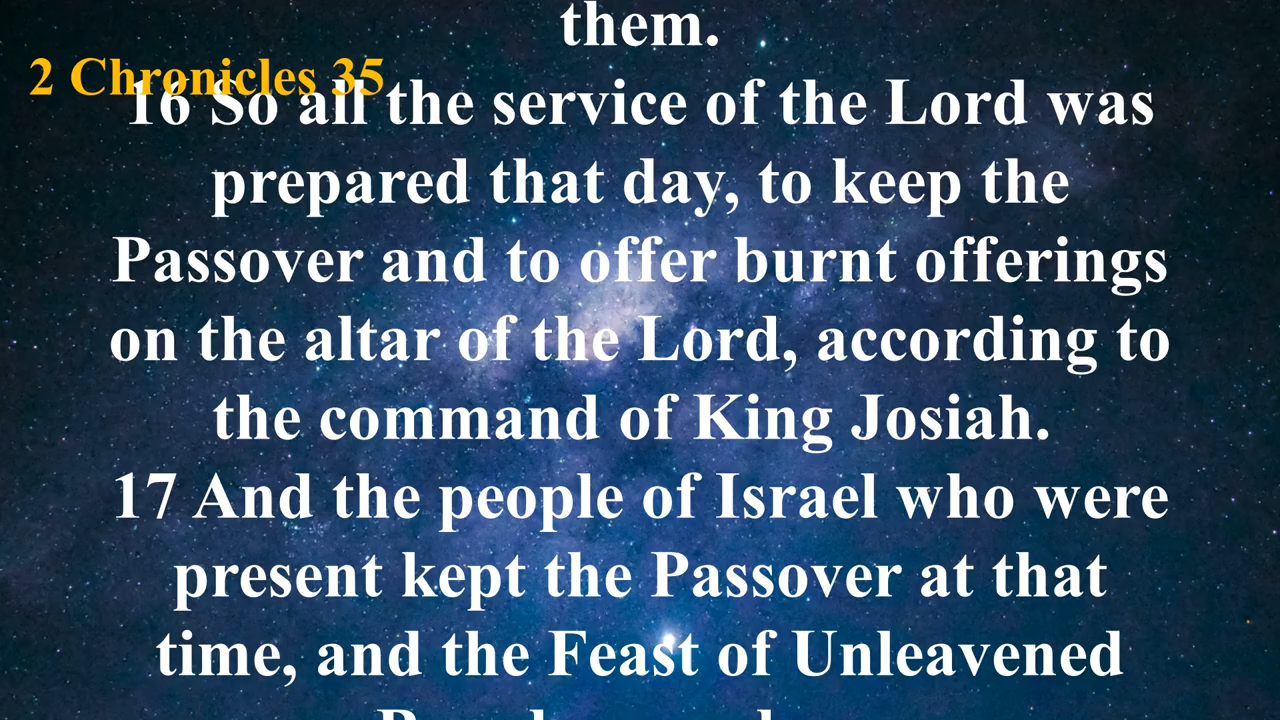 them.
2 Chronicles 35
16 So all the service of the Lord was
prepared that day, to keep the
Passover and to offer burnt offerings
on the altar of the Lord, according to
the command of King Josiah.
17 And the people of Israel who were
present kept the Passover at that
time, and the Feast of Unleavened